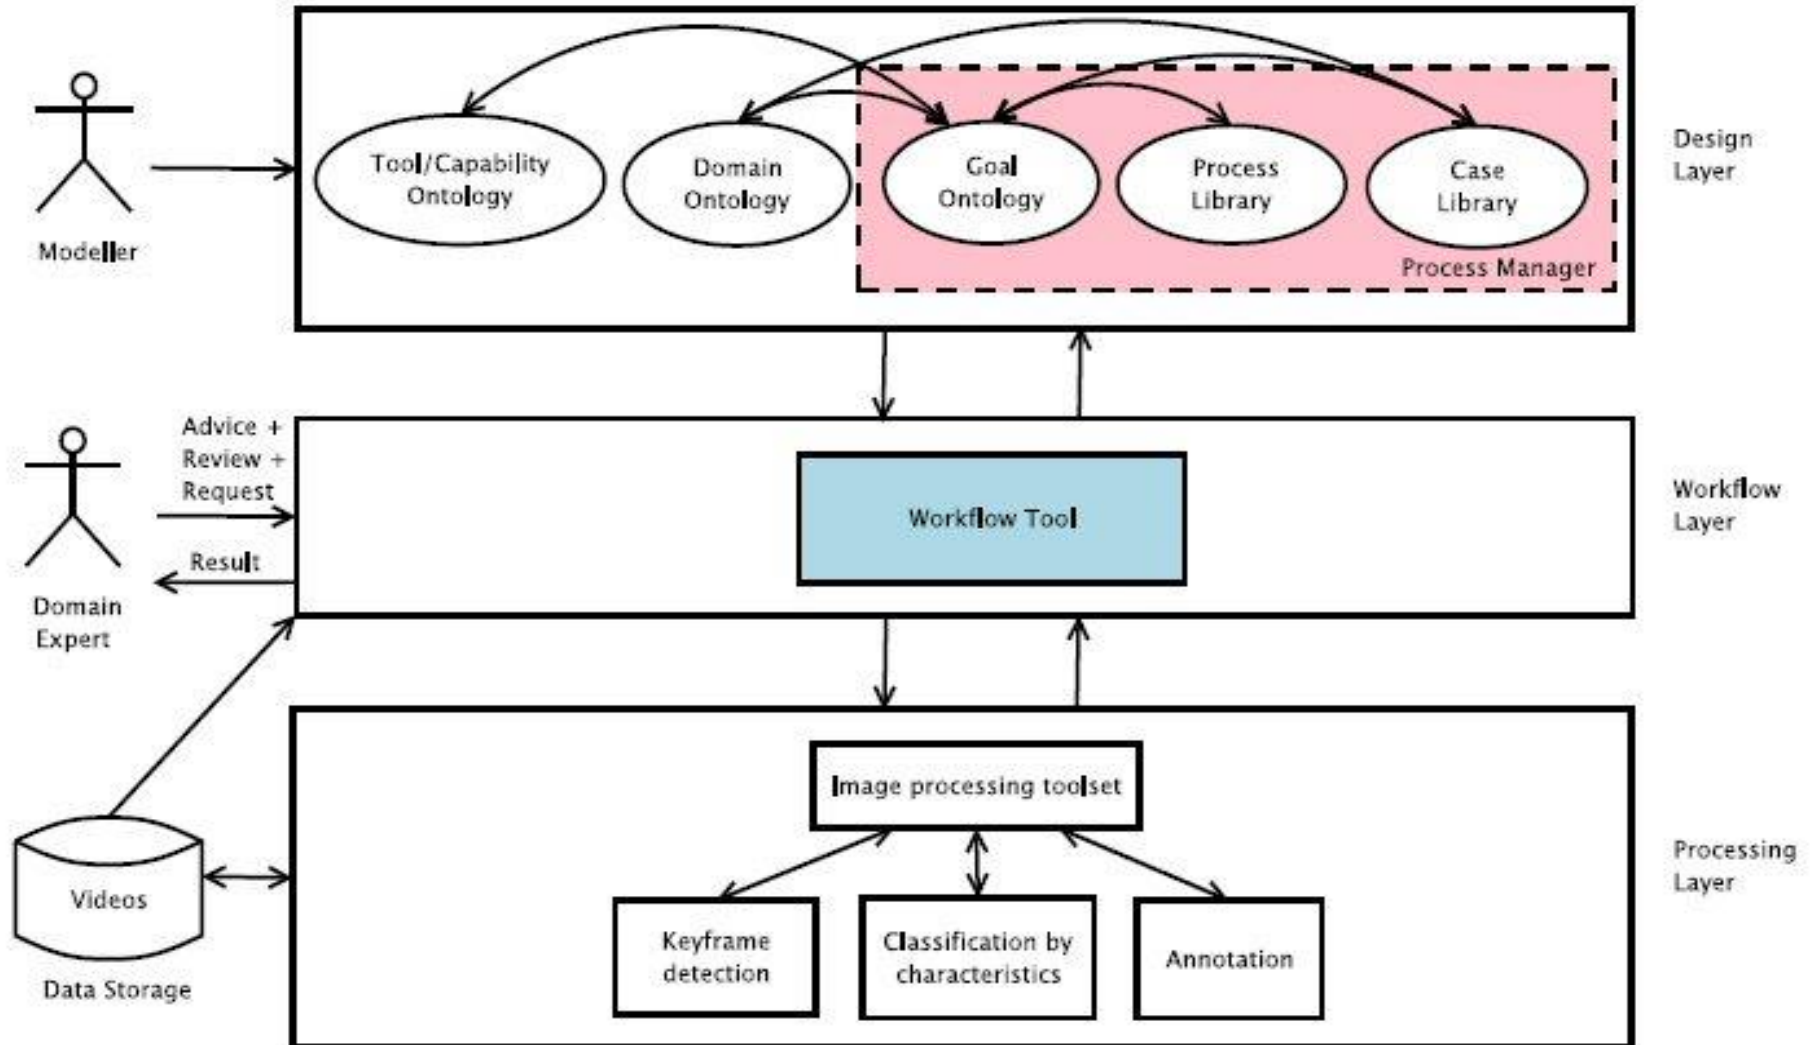 Tool/Capability
Ontology
Domain
Ontology
Goal
Ontology
Process
Library
Case
Library
Process Manager
Design
Layer
Modeller
Advice +
Review +
Request
Result
Domain
Expert
Workflow Tool
Workflow
Layer
Image processing toolset
Keyframe
detection
Classification by
characteristics
Annotation
Processing
Layer
Videos
Data Storage